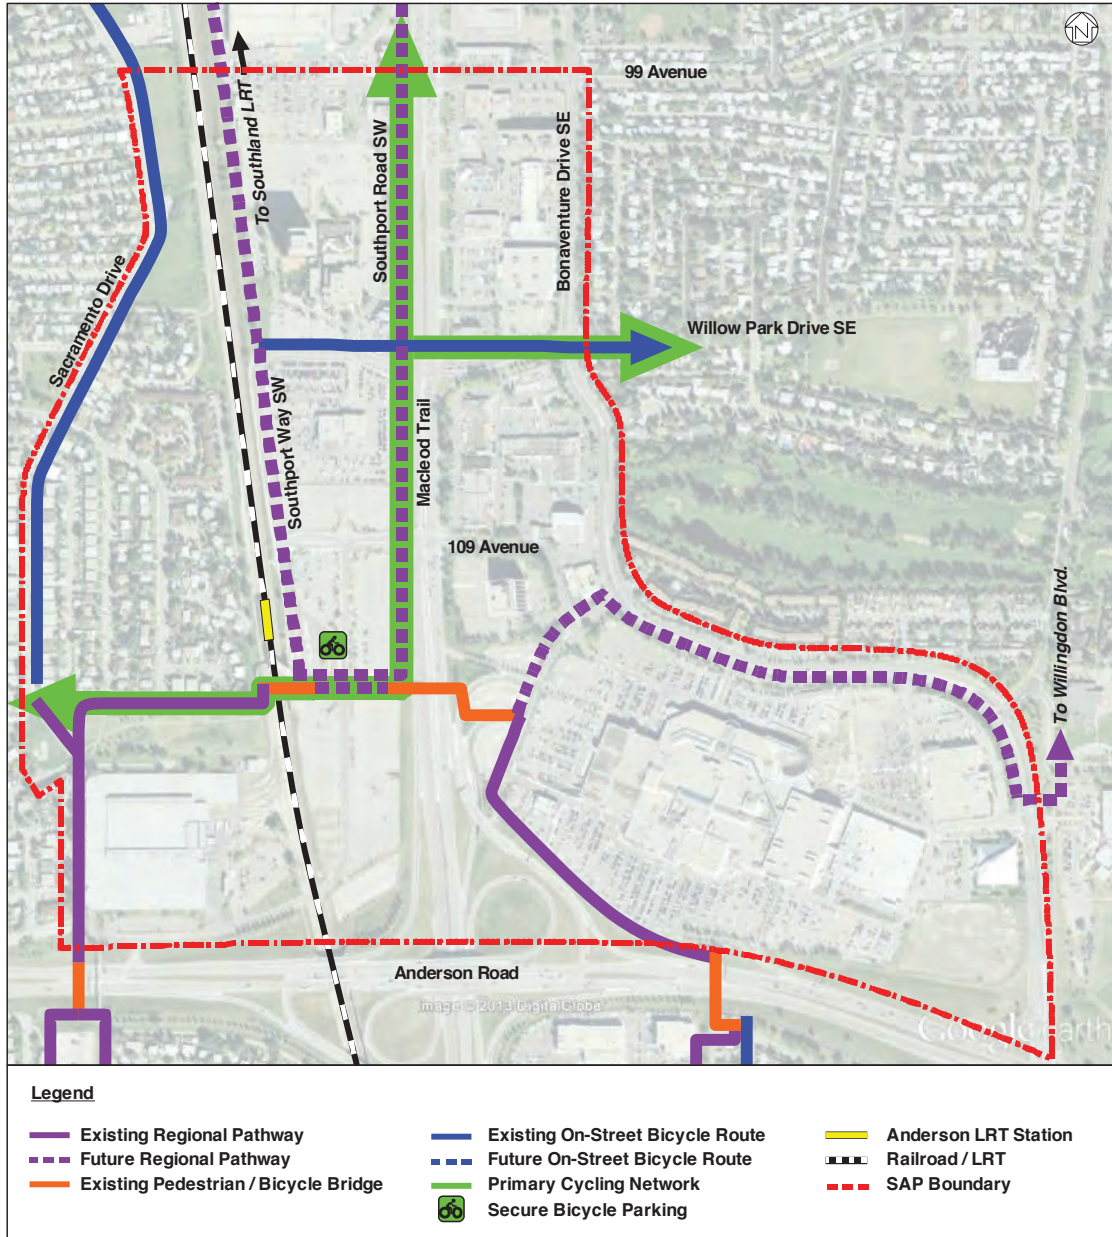 N
99 Avenue
To Southland LRT
Southport Road SW
Bonaventure Drive SE
Sacramento Drive
Willow Park Drive SE
Southport Way SW
Macleod Trail
109 Avenue
To Willingdon Blvd.
Anderson Road
Image © 2013 DigitalGlobe
Google earth
Legend
Existing Regional Pathway
Future Regional Pathway
Existing Pedestrian / Bicycle Bridge
Existing On-Street Bicycle Route
Future On-Street Bicycle Route
Primary Cycling Network
Secure Bicycle Parking
Anderson LRT Station
Railroad / LRT
SAP Boundary